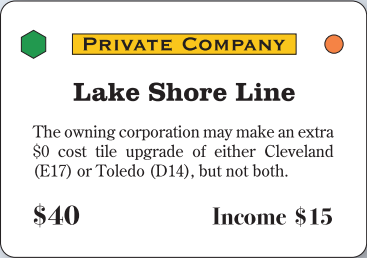 PRIVATE COMPANY
Lake Shore Line
The owning corporation may make an extra
$0 cost tile upgrade of either Cleveland
(E17) or Toledo (D14), but not both.
$40 Income $15